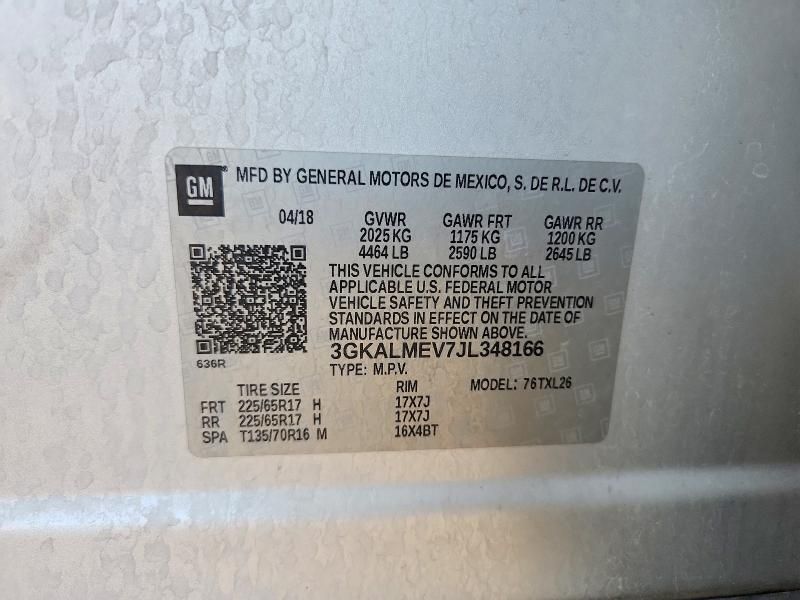 GM ® MFD BY GENERAL MOTORS DE MEXICO, S. DE R.L. DE C.V.
04/18 GVWR GAWR FRT GAWR RR
2025 KG 1175 KG 1200 KG
4464 LB 2590 LB 2645 LB
THIS VEHICLE CONFORMS TO ALL
APPLICABLE U.S. FEDERAL MOTOR
VEHICLE SAFETY AND THEFT PREVENTION
STANDARDS IN EFFECT ON THE DATE OF
MANUFACTURE SHOWN ABOVE.
3GKALMEV7JL348166
636R
TYPE: M.P.V.
TIRE SIZE RIM MODEL: 76TXL26
FRT 225/65R17 H 17X7J
RR 225/65R17 H 17X7J
SPA T135/70R16 M 16X4BT